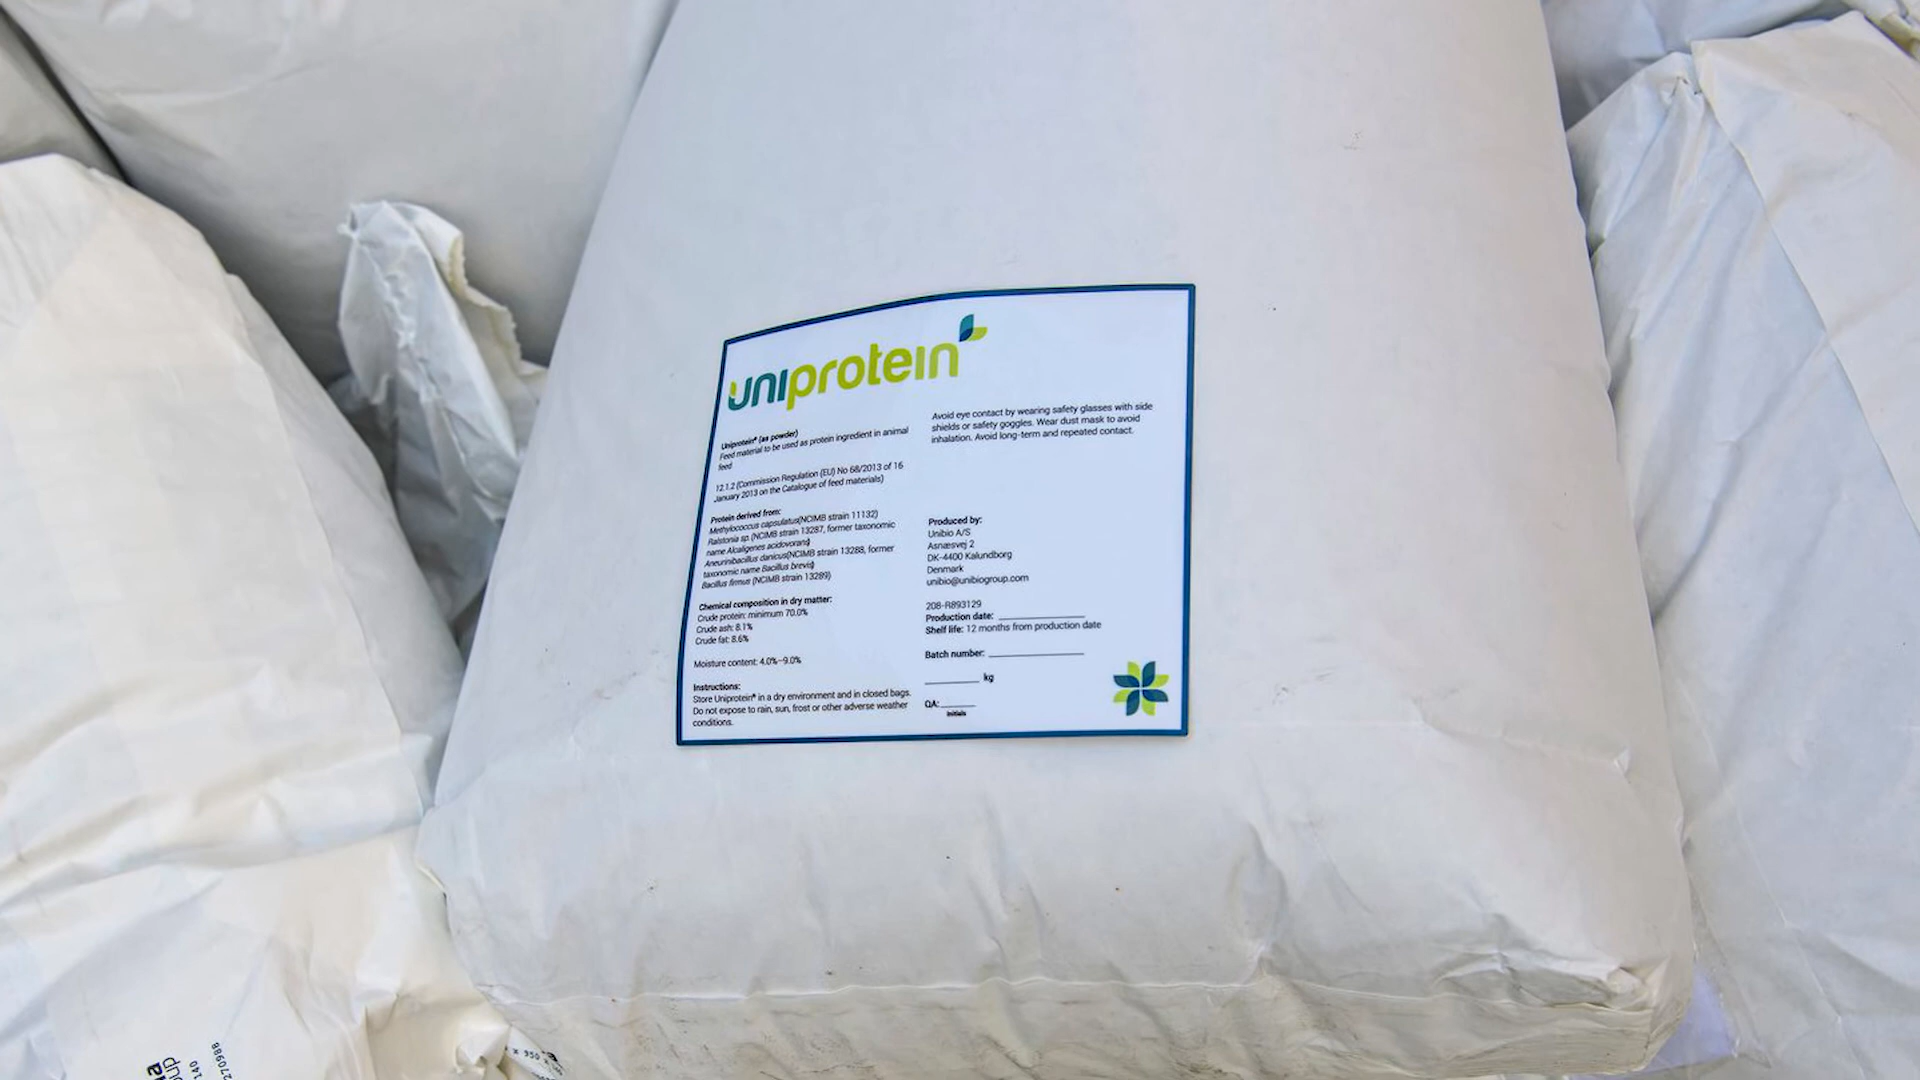 uniprotein
Uniprotein® (as powder)
Feed material to be used as protein ingredient in animal
feed
12.1.2 (Commission Regulation (EU) No 68/2013 of 16
January 2013 on the Catalogue of feed materials)
Protein derived from:
Methylococcus capsulatus(NCIMB strain 11132)
Ralstonia sp. (NCIMB strain 13287, former taxonomic
name Alcaligenes acidovorans)
Aneurinibacillus danicus(NCIMB strain 13288, former
taxonomic name Bacillus brevis)
Bacillus firmus (NCIMB strain 13289)
Chemical composition in dry matter:
Crude protein: minimum 70.0%
Crude ash: 8.1%
Crude fat: 8.6%
Moisture content: 4.0%–9.0%
Instructions:
Store Uniprotein® in a dry environment and in closed bags.
Do not expose to rain, sun, frost or other adverse weather
conditions.
Avoid eye contact by wearing safety glasses with side
shields or safety goggles. Wear dust mask to avoid
inhalation. Avoid long-term and repeated contact.
Produced by:
Unibio A/S
Asnæsvej 2
DK-4400 Kalundborg
Denmark
unibio@unibiogroup.com
208-R893129
Production date: ____________
Shelf life: 12 months from production date
Batch number: ____________
________ kg
QA: ______
Initials
270988
140
x 950